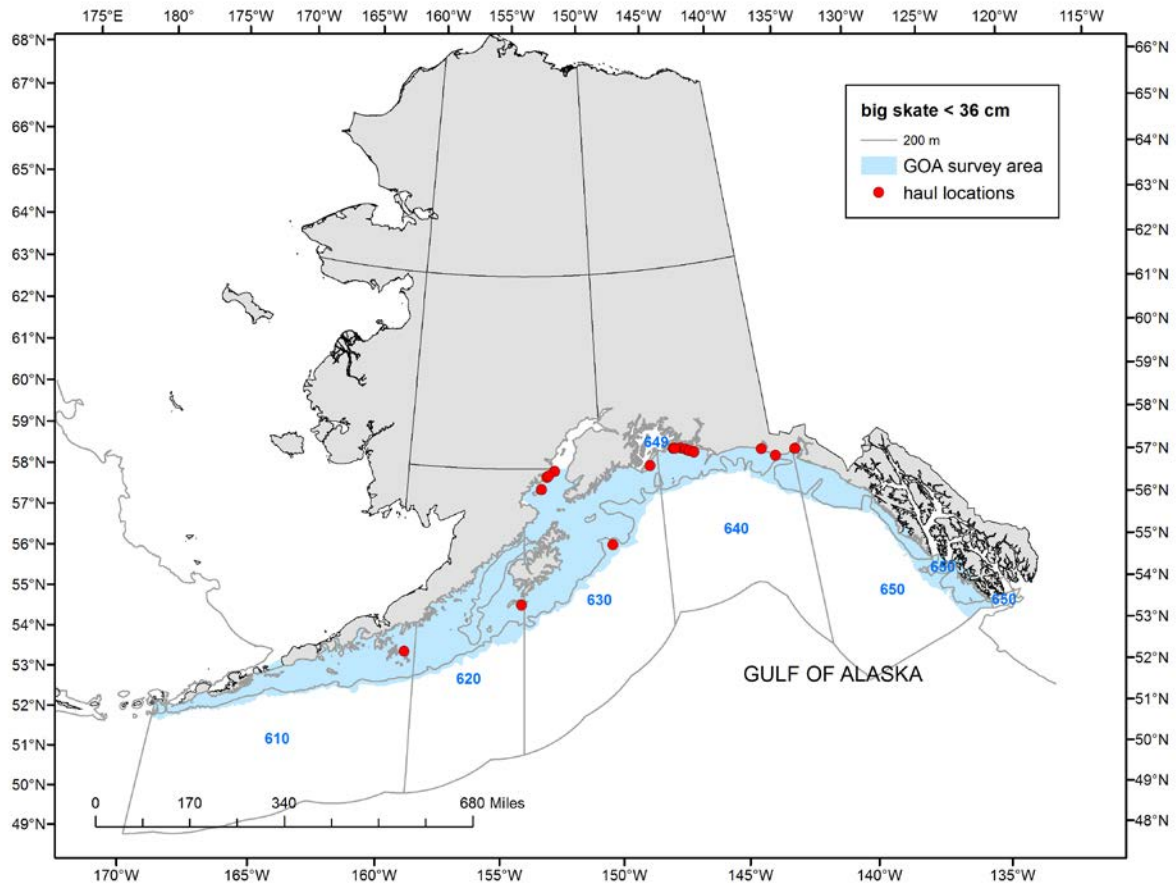 175°E 180° 175°W 170°W 165°W 160°W 155°W 150°W 145°W 140°W 135°W 130°W 125°W 120°W 115°W
68°N 66°N
67°N 65°N
big skate < 36 cm
200 m
GOA survey area
haul locations
66°N 64°N
65°N 63°N
64°N 62°N
63°N 61°N
62°N 60°N
61°N 59°N
60°N 58°N
59°N 57°N
649
58°N 56°N
57°N 55°N
640
56°N 54°N
650
650
630
650
55°N 53°N
54°N 52°N
GULF OF ALASKA
620
53°N 51°N
52°N 50°N
610
51°N 49°N
50°N 48°N
0 170 340 680 Miles
49°N
170°W 165°W 160°W 155°W 150°W 145°W 140°W 135°W